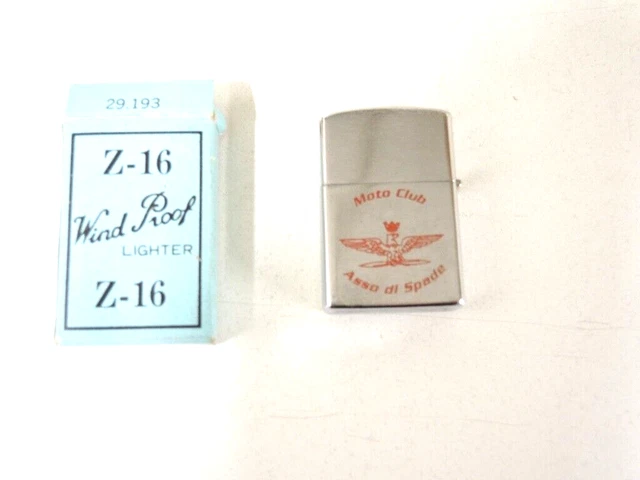 29.193
Z-16
Wind Proof
LIGHTER
Z-16
Moto Club
Asso di Spade